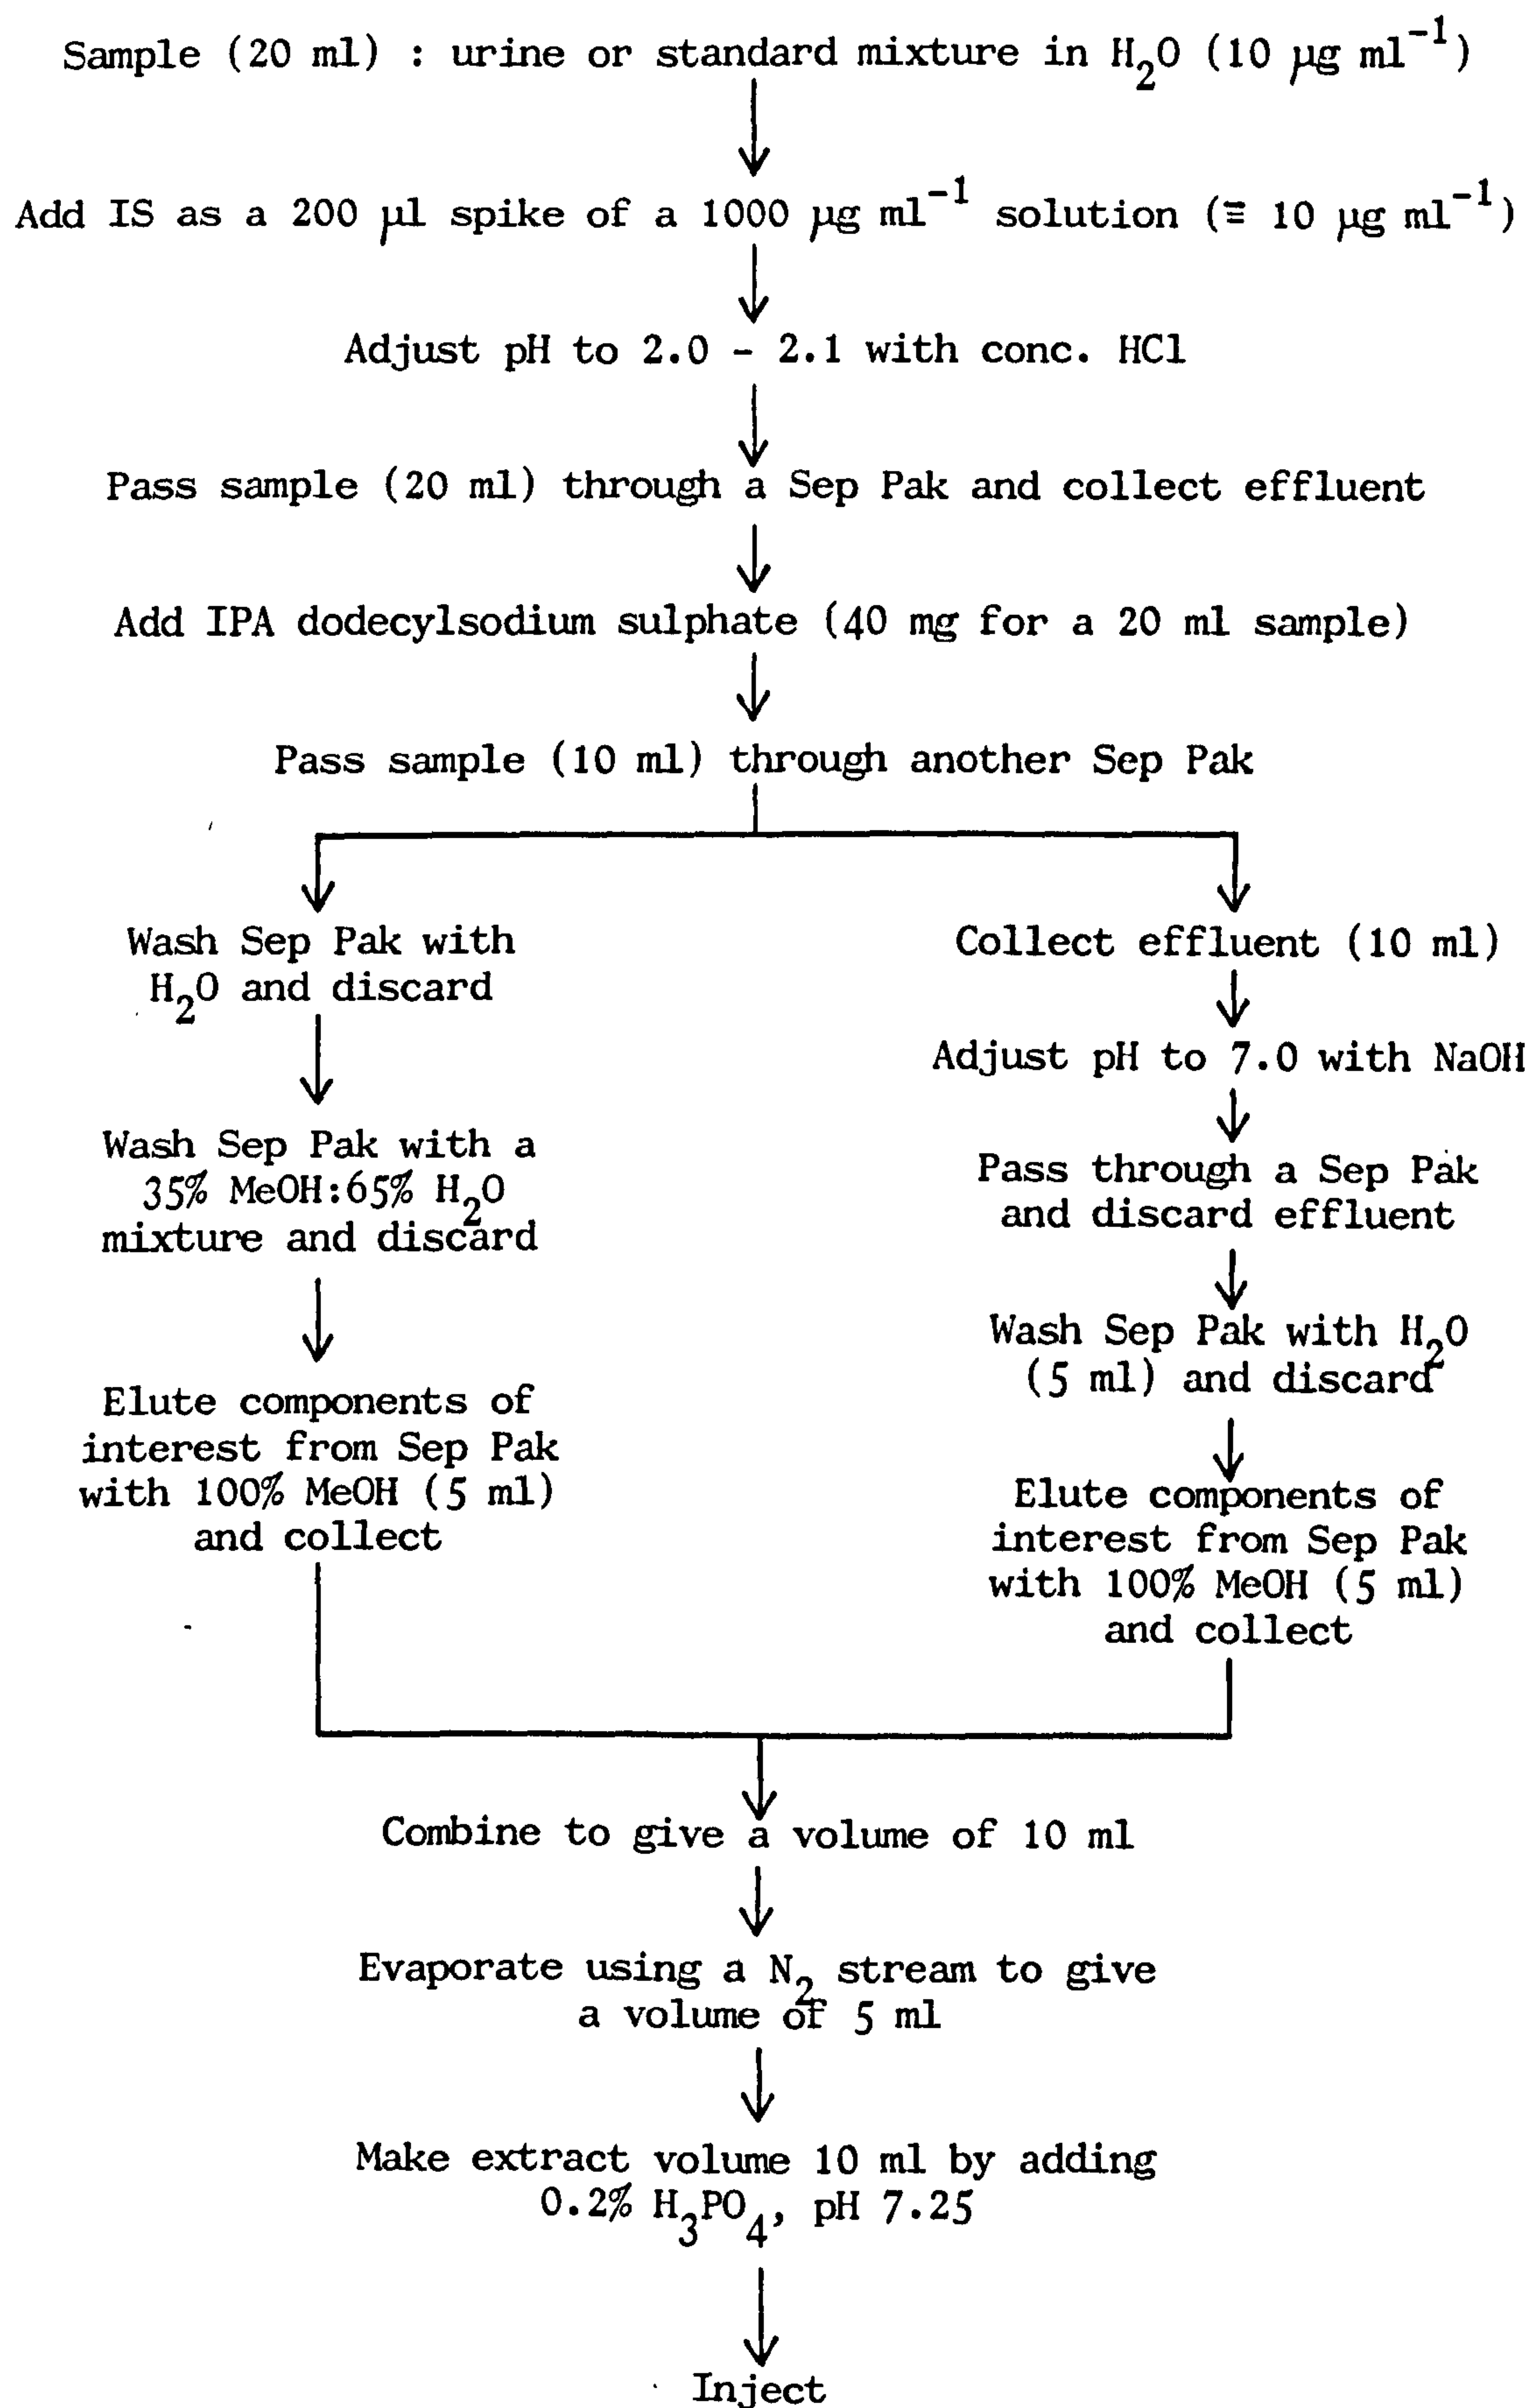 Sample (20 ml) : urine or standard mixture in H₂O (10 µg ml⁻¹)
Add IS as a 200 µl spike of a 1000 µg ml⁻¹ solution (≡ 10 µg ml⁻¹)
Adjust pH to 2.0 - 2.1 with conc. HCl
Pass sample (20 ml) through a Sep Pak and collect effluent
Add IPA dodecylsodium sulphate (40 mg for a 20 ml sample)
Pass sample (10 ml) through another Sep Pak
Wash Sep Pak with
H₂O and discard
Wash Sep Pak with a
35% MeOH:65% H₂O
mixture and discard
Elute components of
interest from Sep Pak
with 100% MeOH (5 ml)
and collect
Collect effluent (10 ml)
Adjust pH to 7.0 with NaOH
Pass through a Sep Pak
and discard effluent
Wash Sep Pak with H₂O
(5 ml) and discard
Elute components of
interest from Sep Pak
with 100% MeOH (5 ml)
and collect
Combine to give a volume of 10 ml
Evaporate using a N₂ stream to give
a volume of 5 ml
Make extract volume 10 ml by adding
0.2% H₃PO₄, pH 7.25
Inject